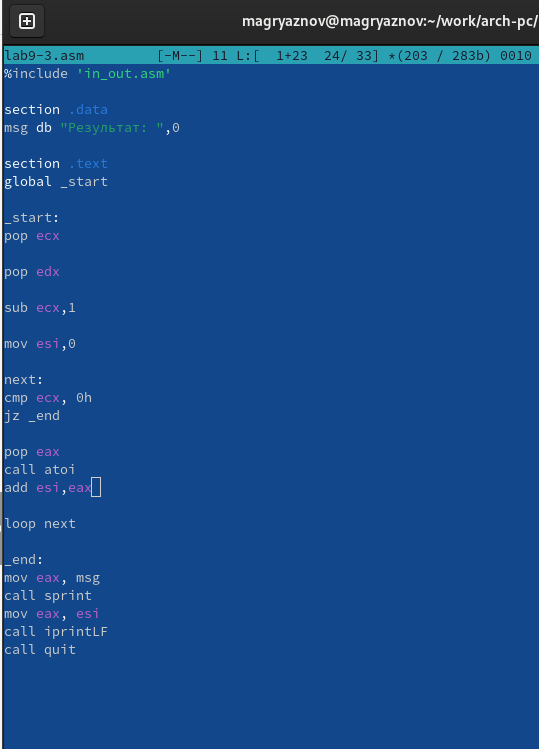 magryaznov@magryaznov:~/work/arch-pc/
lab9-3.asm [-M--] 11 L:[ 1+23 24/ 33] *(203 / 283b) 0010
%include 'in_out.asm'
section .data
msg db "Результат: ",0
section .text
global _start
_start:
pop ecx
pop edx
sub ecx,1
mov esi,0
next:
cmp ecx, 0h
jz _end
pop eax
call atoi
add esi,eax
loop next
_end:
mov eax, msg
call sprint
mov eax, esi
call iprintLF
call quit